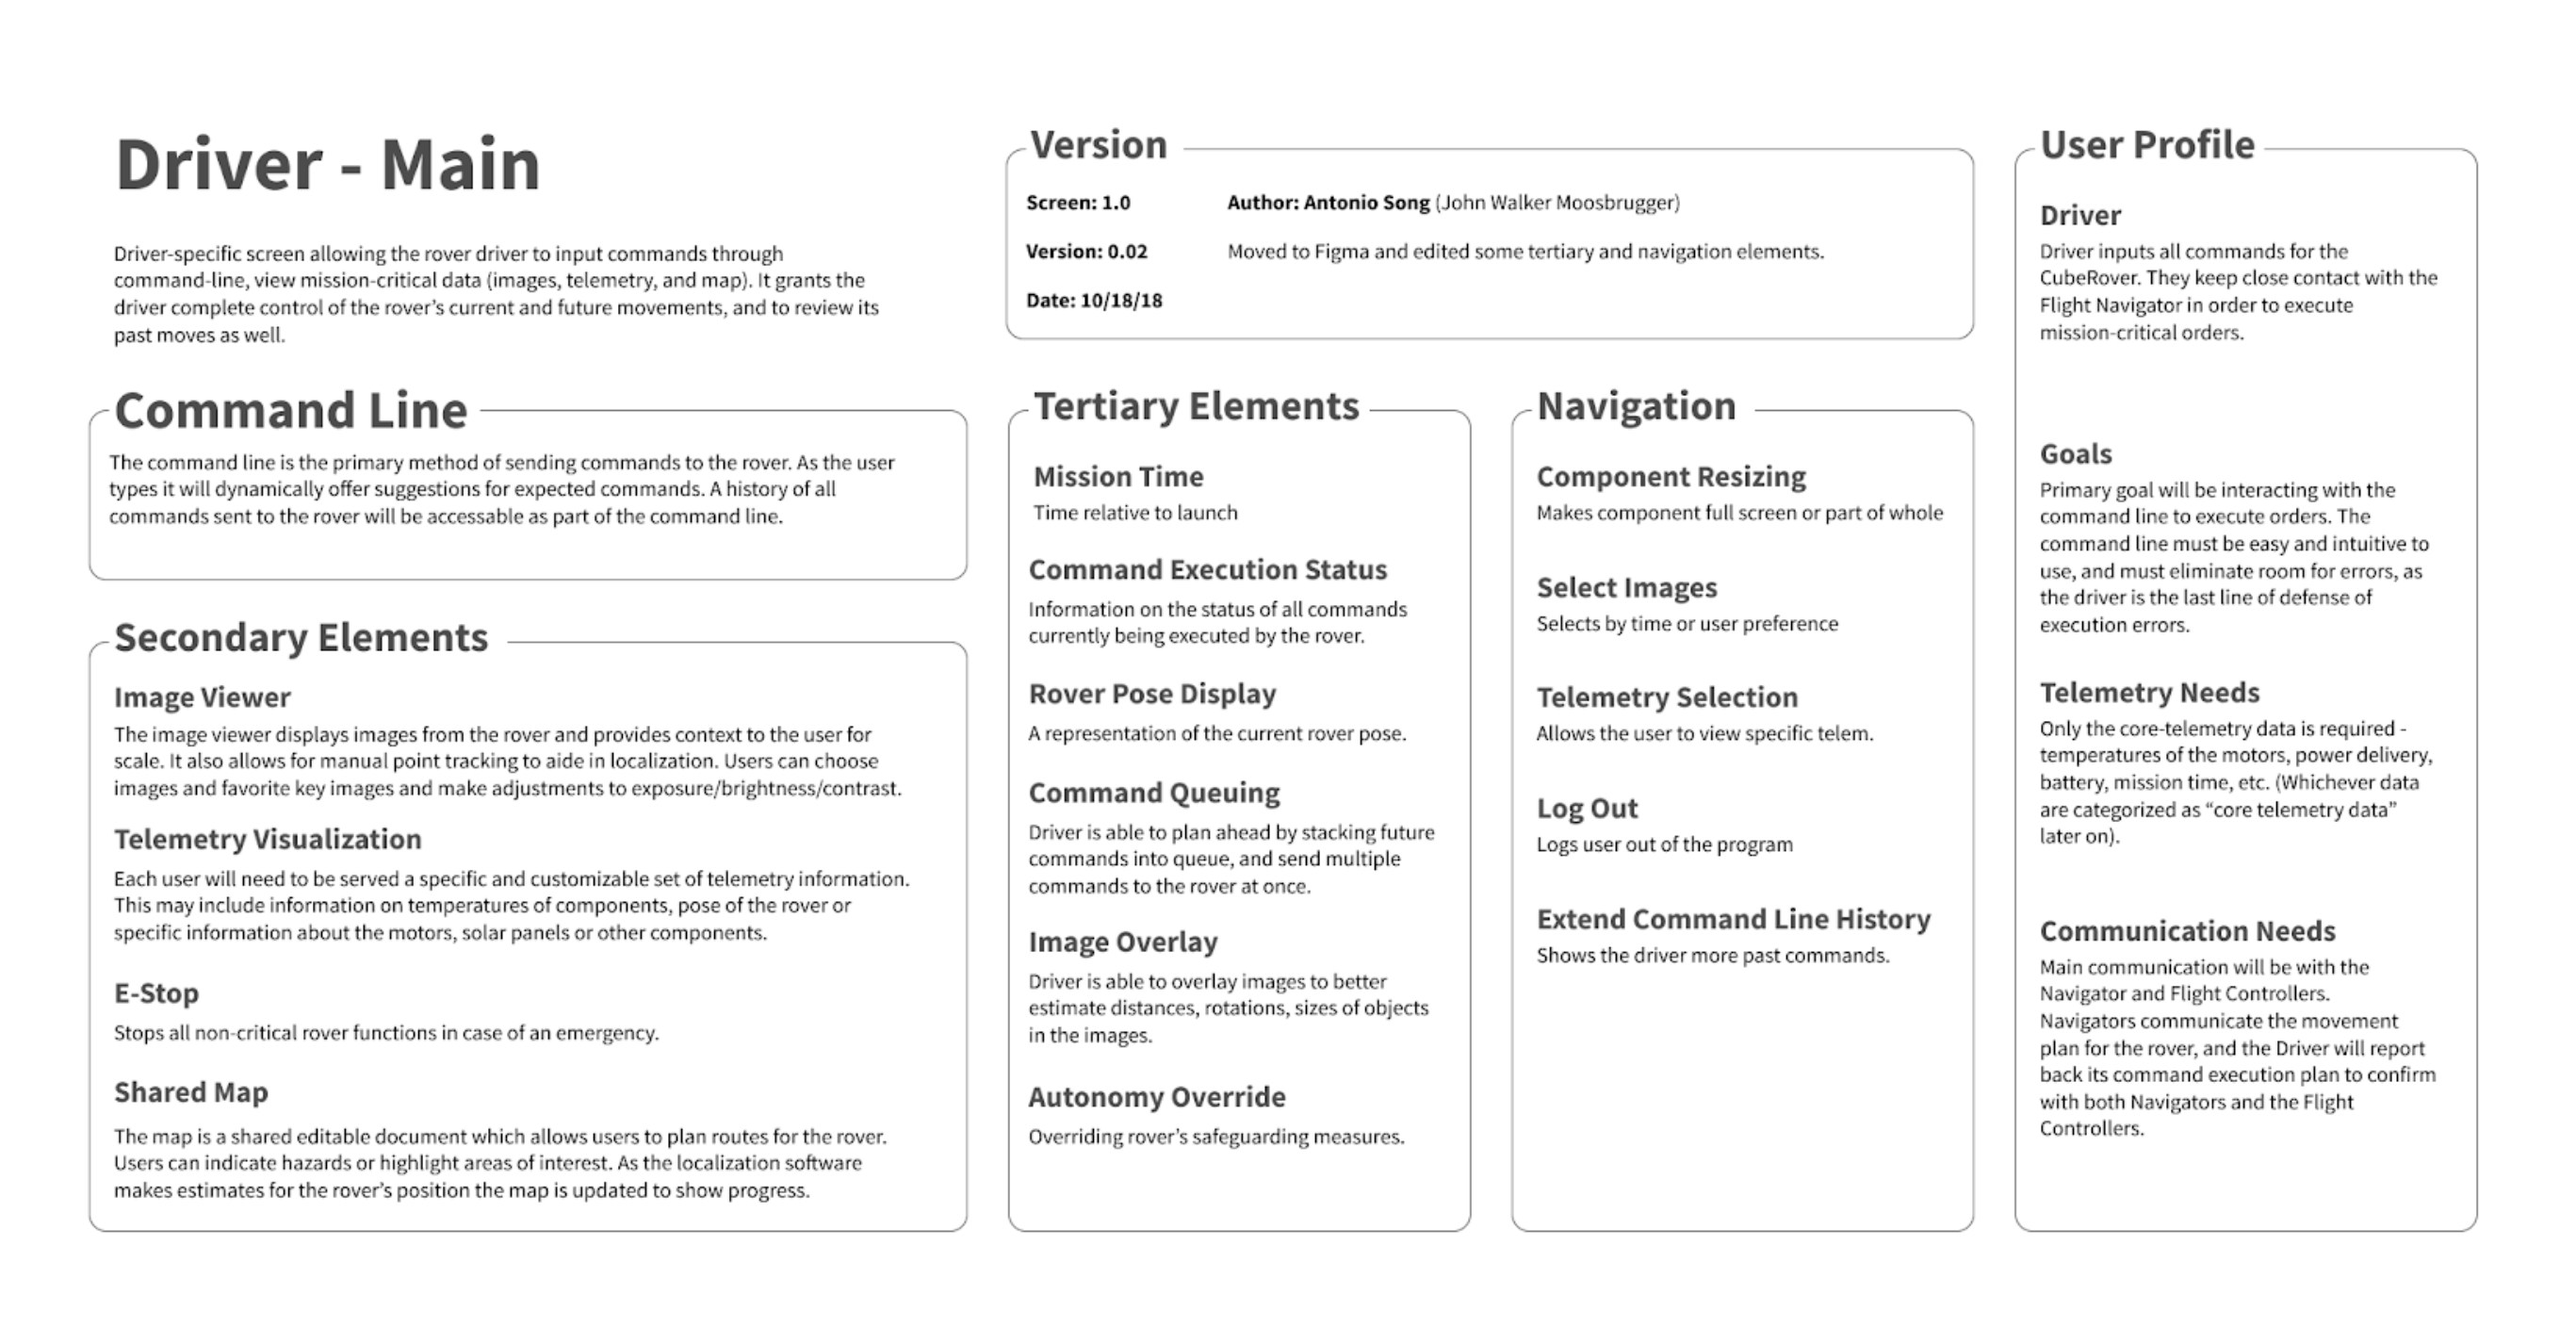 Driver - Main
Driver-specific screen allowing the rover driver to input commands through
command-line, view mission-critical data (images, telemetry, and map). It grants the
driver complete control of the rover’s current and future movements, and to review its
past moves as well.
Command Line
The command line is the primary method of sending commands to the rover. As the user
types it will dynamically offer suggestions for expected commands. A history of all
commands sent to the rover will be accessable as part of the command line.
Secondary Elements
Image Viewer
The image viewer displays images from the rover and provides context to the user for
scale. It also allows for manual point tracking to aide in localization. Users can choose
images and favorite key images and make adjustments to exposure/brightness/contrast.
Telemetry Visualization
Each user will need to be served a specific and customizable set of telemetry information.
This may include information on temperatures of components, pose of the rover or
specific information about the motors, solar panels or other components.
E-Stop
Stops all non-critical rover functions in case of an emergency.
Shared Map
The map is a shared editable document which allows users to plan routes for the rover.
Users can indicate hazards or highlight areas of interest. As the localization software
makes estimates for the rover’s position the map is updated to show progress.
Version
Screen: 1.0
Author: Antonio Song (John Walker Moosbrugger)
Version: 0.02
Moved to Figma and edited some tertiary and navigation elements.
Date: 10/18/18
Tertiary Elements
Mission Time
Time relative to launch
Command Execution Status
Information on the status of all commands
currently being executed by the rover.
Rover Pose Display
A representation of the current rover pose.
Command Queuing
Driver is able to plan ahead by stacking future
commands into queue, and send multiple
commands to the rover at once.
Image Overlay
Driver is able to overlay images to better
estimate distances, rotations, sizes of objects
in the images.
Autonomy Override
Overriding rover’s safeguarding measures.
Navigation
Component Resizing
Makes component full screen or part of whole
Select Images
Selects by time or user preference
Telemetry Selection
Allows the user to view specific telem.
Log Out
Logs user out of the program
Extend Command Line History
Shows the driver more past commands.
User Profile
Driver
Driver inputs all commands for the
CubeRover. They keep close contact with the
Flight Navigator in order to execute
mission-critical orders.
Goals
Primary goal will be interacting with the
command line to execute orders. The
command line must be easy and intuitive to
use, and must eliminate room for errors, as
the driver is the last line of defense of
execution errors.
Telemetry Needs
Only the core-telemetry data is required -
temperatures of the motors, power delivery,
battery, mission time, etc. (Whichever data
are categorized as “core telemetry data”
later on).
Communication Needs
Main communication will be with the
Navigator and Flight Controllers.
Navigators communicate the movement
plan for the rover, and the Driver will report
back its command execution plan to confirm
with both Navigators and the Flight
Controllers.